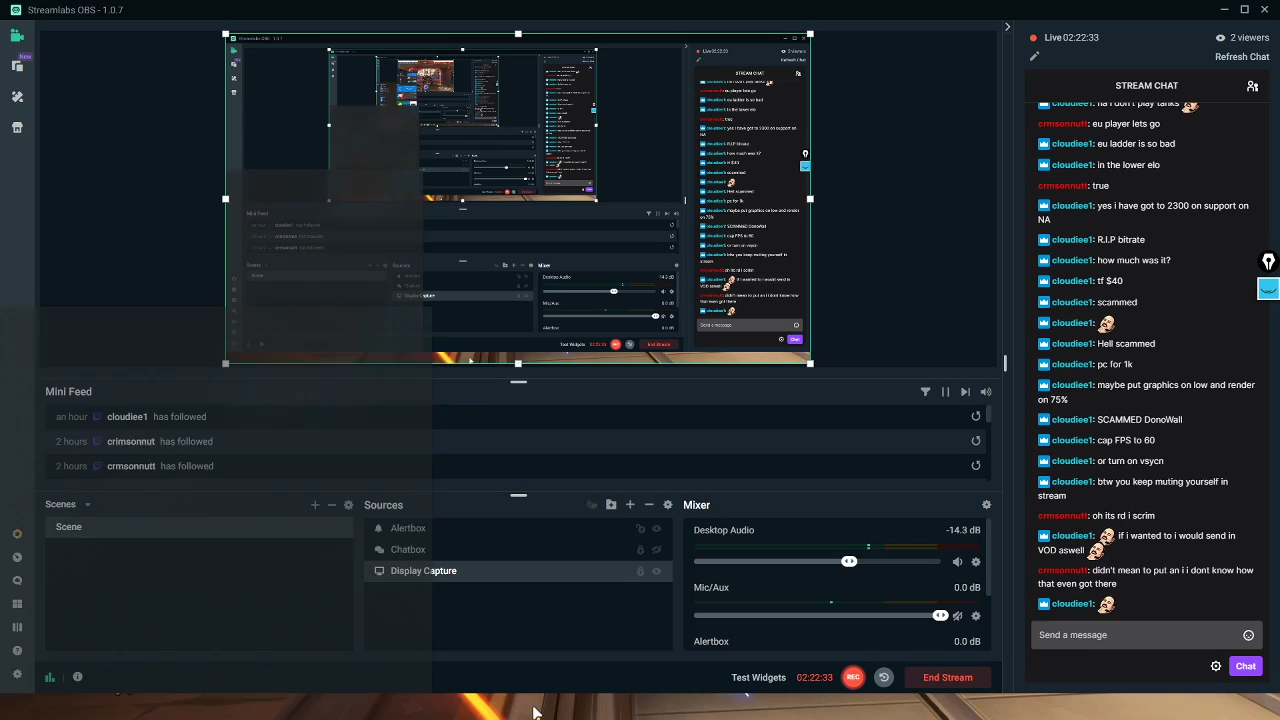 Streamlabs OBS - 1.0.7
New
Live 02:22:33
2 viewers
Refresh Chat
STREAM CHAT
cloudiee1: ha i don't play tanks
crmsonnutt: eu player lets go
cloudiee1: eu ladder is so bad
cloudiee1: in the lower elo
crmsonnutt: true
cloudiee1: yes i have got to 2300 on support on
NA
cloudiee1: R.I.P bitrate
cloudiee1: how much was it?
cloudiee1: tf $40
cloudiee1: scammed
cloudiee1:
cloudiee1: Hell scammed
cloudiee1: pc for 1k
cloudiee1: maybe put graphics on low and render
on 75%
cloudiee1: SCAMMED DonoWall
cloudiee1: cap FPS to 60
cloudiee1: or turn on vsycn
cloudiee1: btw you keep muting yourself in
stream
crmsonnutt: oh its rd i scrim
cloudiee1: if i wanted to i would send in
VOD aswell
crmsonnutt: didn't mean to put an i i dont know how
that even got there
cloudiee1:
Send a message
Chat
Mini Feed
an hour cloudiee1 has followed
2 hours crimsonnut has followed
2 hours crmsonnutt has followed
Scenes
Scene
Sources
Alertbox
Chatbox
Display Capture
Mixer
Desktop Audio -14.3 dB
Mic/Aux 0.0 dB
Alertbox 0.0 dB
Test Widgets 02:22:33 REC End Stream